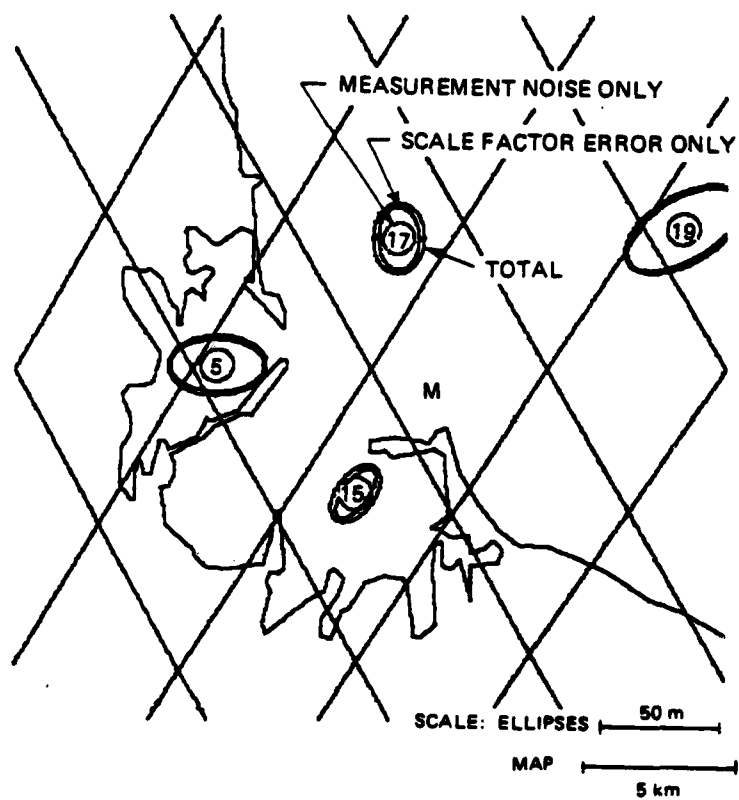 MEASUREMENT NOISE ONLY
SCALE FACTOR ERROR ONLY
17
19
TOTAL
5
M
15
SCALE: ELLIPSES 50 m
MAP
5 km